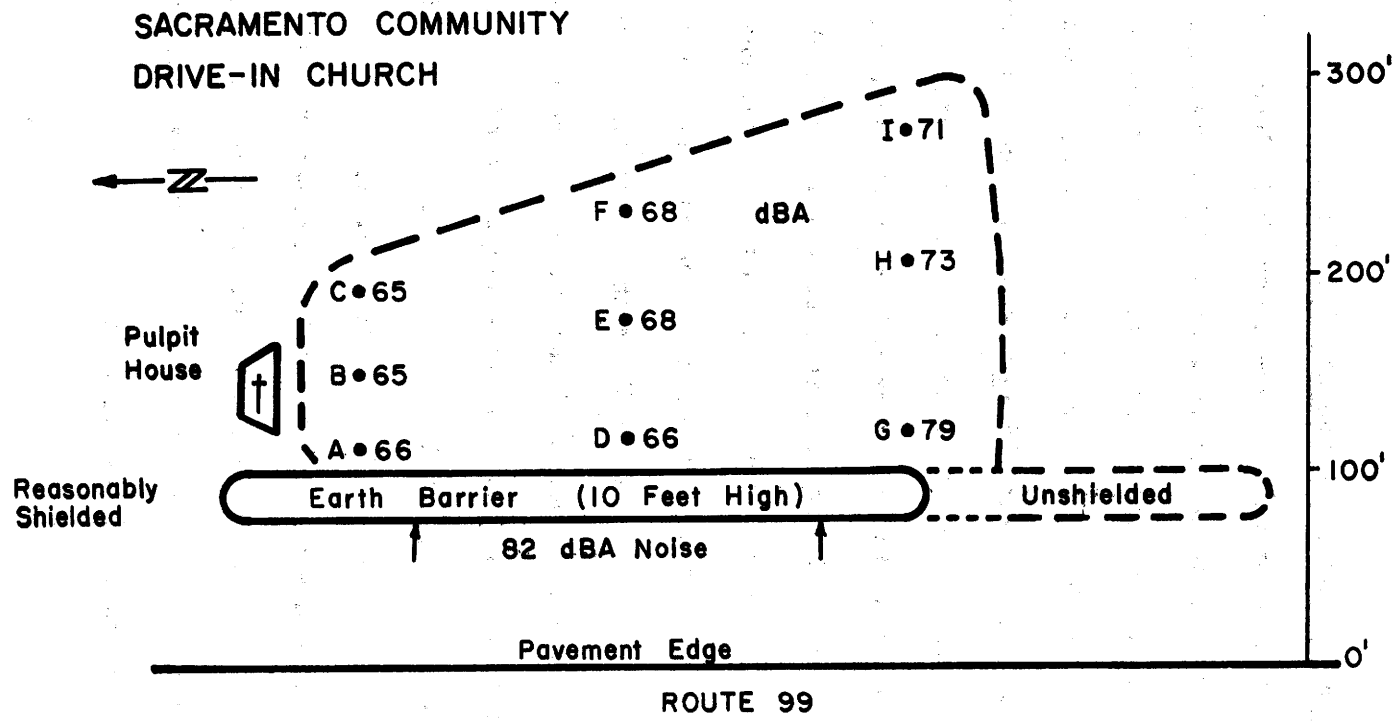 SACRAMENTO COMMUNITY
DRIVE-IN CHURCH
300'
I•71
N
F•68
dBA
H•73
200'
C•65
E•68
Pulpit
House
B•65
A•66
D•66
G•79
100'
Reasonably
Shielded
Earth Barrier (10 Feet High)
Unshielded
82 dBA Noise
Pavement Edge
0'
ROUTE 99